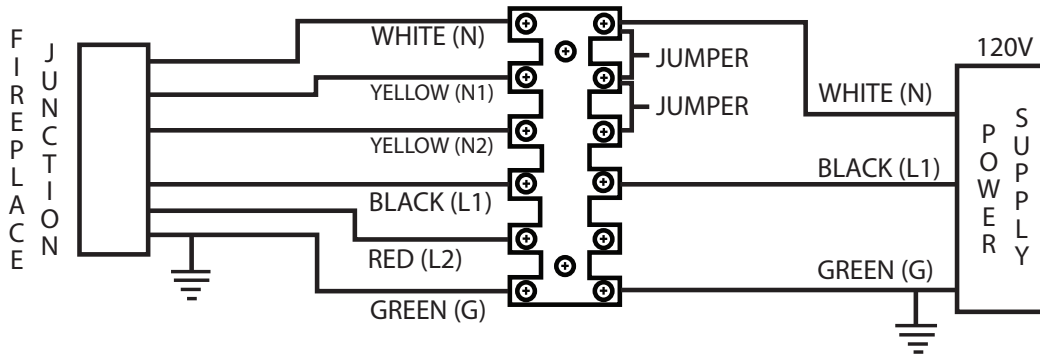 FIREPLACE
JUNCTION
WHITE (N)
YELLOW (N1)
YELLOW (N2)
BLACK (L1)
RED (L2)
GREEN (G)
JUMPER
JUMPER
120V
WHITE (N)
BLACK (L1)
GREEN (G)
POWER
SUPPLY